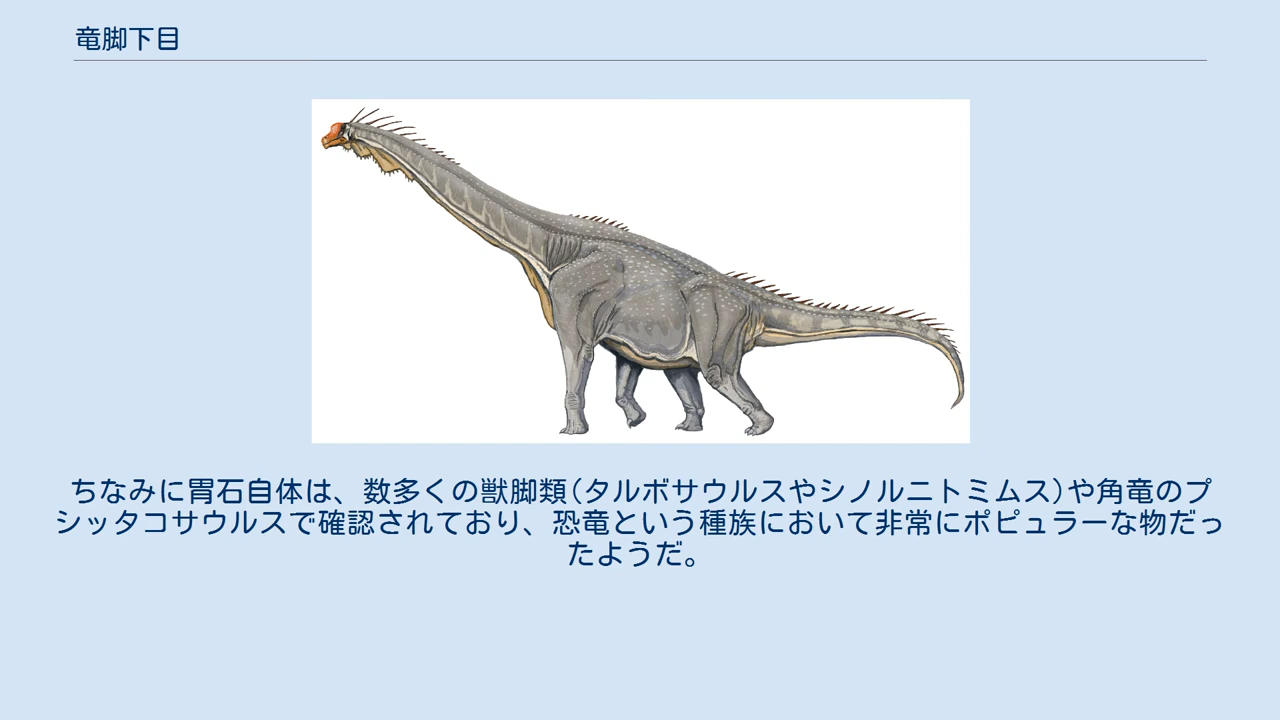 竜脚下目
ちなみに胃石自体は、数多くの獣脚類(タルボサウルスやシノルニトミムス)や角竜のプ
シッタコサウルスで確認されており、恐竜という種族において非常にポピュラーな物だっ
たようだ。